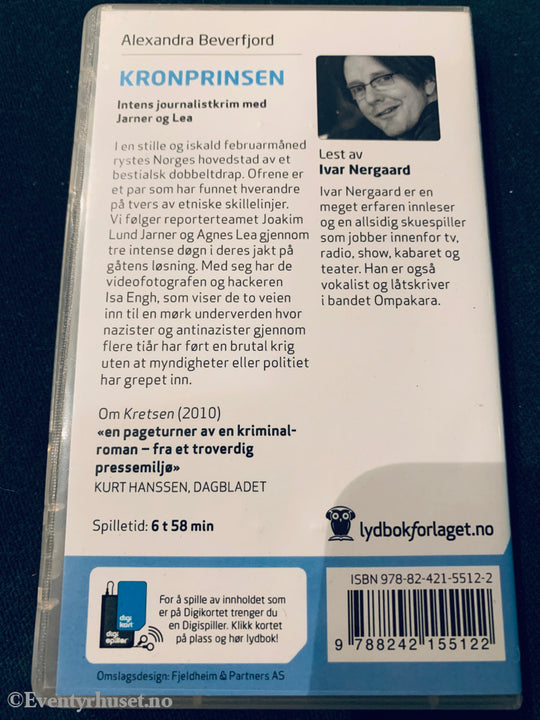 Alexandra Beverfjord
KRONPRINSEN
Intens journalistkrim med
Jarner og Lea
I en stille og iskald februarmåned
rystes Norges hovedstad av et
bestialsk dobbeltdrap. Ofrene er
et par som har funnet hverandre
på tvers av etniske skillelinjer.
Vi følger reporterteamet Joakim
Lund Jarner og Agnes Lea gjennom
tre intense døgn i deres jakt på
gåtens løsning. Med seg har de
videofotografen og hackeren
Isa Engh, som viser de to veien
inn til en mørk underverden hvor
nazister og antinazister gjennom
flere tiår har ført en brutal krig
uten at myndigheter eller politiet
har grepet inn.
Om Kretsen (2010)
«en pageturner av en kriminal-
roman – fra et troverdig
pressemiljø»
KURT HANSSEN, DAGBLADET
Spilletid: 6 t 58 min
Lest av
Ivar Nergaard
Ivar Nergaard er en
meget erfaren innleser
og en allsidig skuespiller
som jobber innenfor tv,
radio, show, kabaret og
teater. Han er også
vokalist og låtskriver
i bandet Ompakara.
lydbokforlaget.no
digi
kort
digi
spiller
For å spille av innholdet som
er på Digikortet trenger du
en Digispiller. Klikk kortet
på plass og hør lydbok!
ISBN 978-82-421-5512-2
9 788242 155122
Omslagsdesign: Fjeldheim & Partners AS
©Eventyrhuset.no